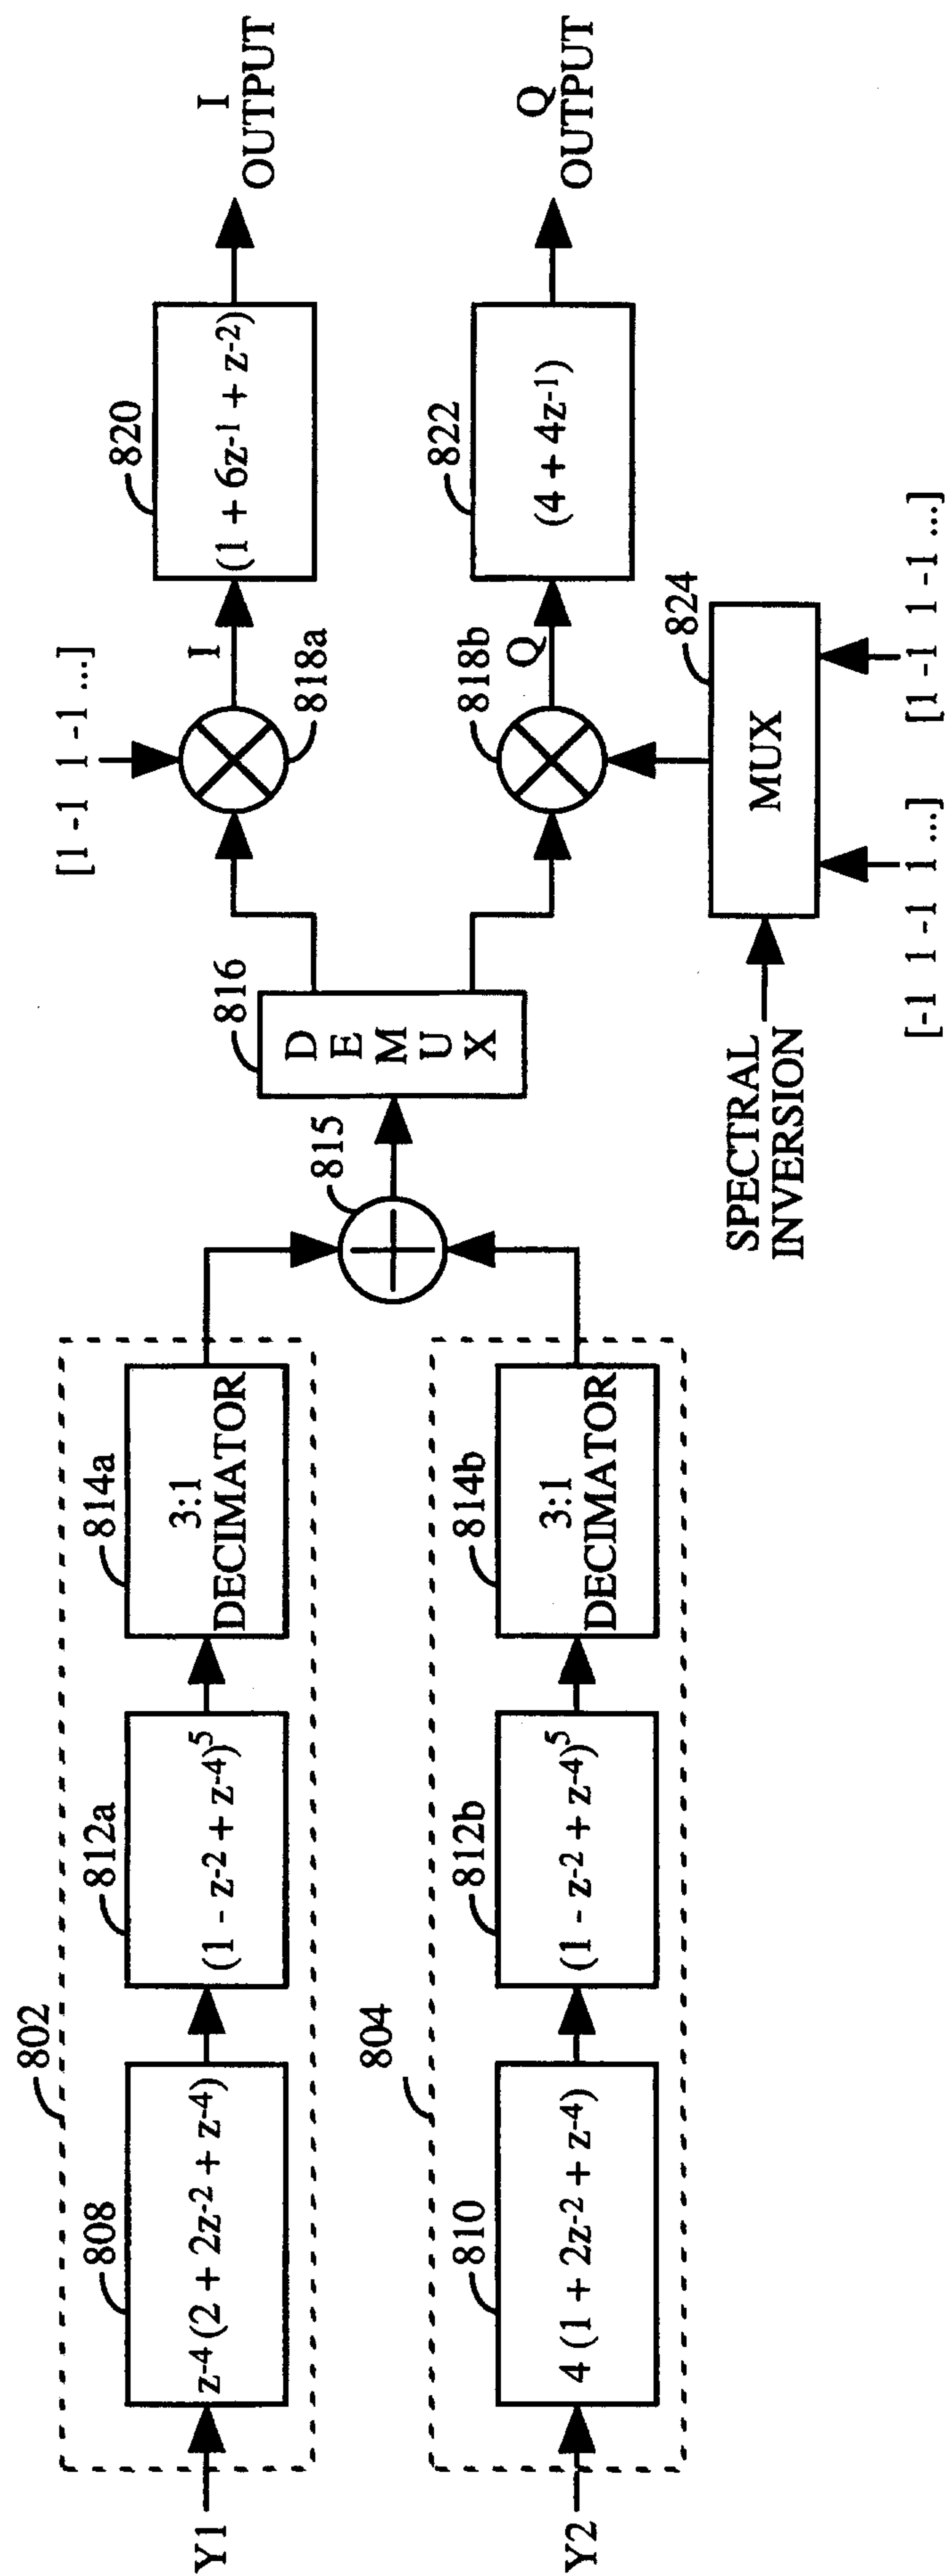 802
808
812a
814a
Y1
z-4 (2 + 2z-2 + z-4)
(1 - z-2 + z-4)5
3:1
DECIMATOR
804
810
812b
814b
Y2
4 (1 + 2z-2 + z-4)
(1 - z-2 + z-4)5
3:1
DECIMATOR
815
816
DEMUX
[1 -1 1 -1 ...]
818a
I
820
(1 + 6z-1 + z-2)
I
OUTPUT
818b
Q
822
(4 + 4z-1)
Q
OUTPUT
824
MUX
SPECTRAL
INVERSION
[-1 1 -1 1 ...]
[1 -1 1 -1 ...]